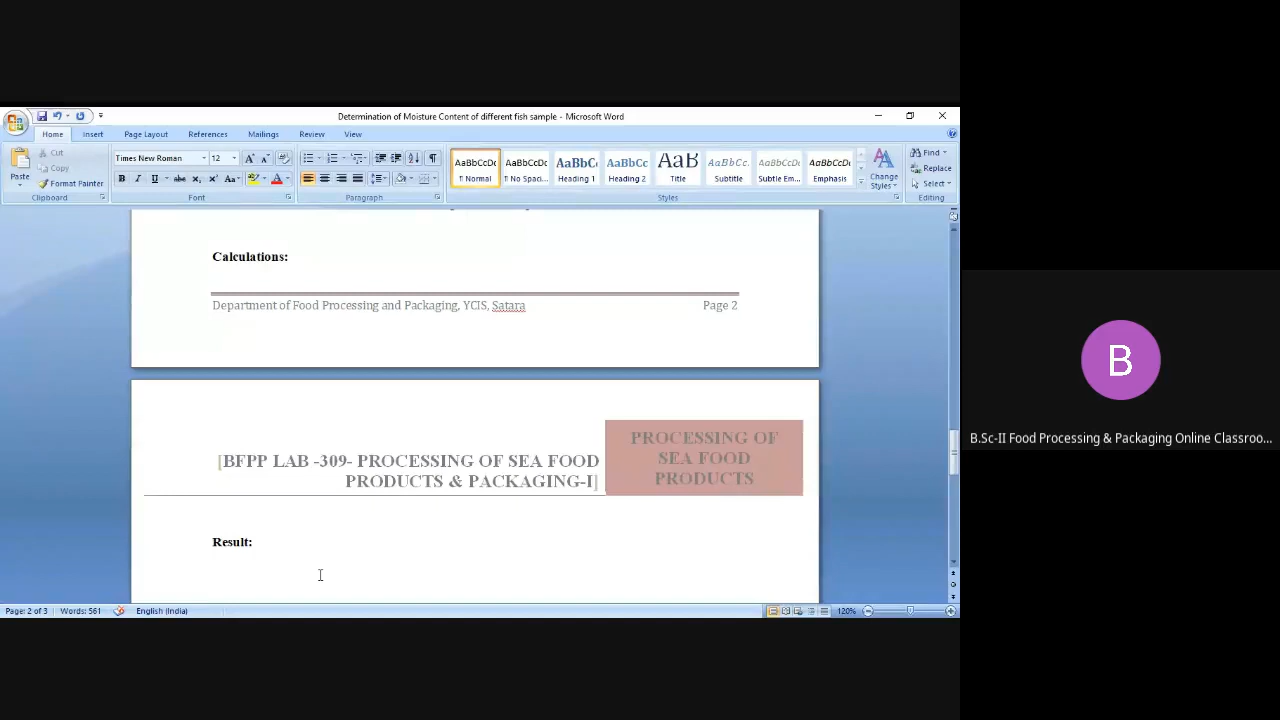 Determination of Moisture Content of different fish sample - Microsoft Word
Home Insert Page Layout References Mailings Review View
Paste
Cut
Copy
Format Painter
Clipboard
Times New Roman 12
Font
Paragraph
AaBbCcDc AaBbCcDc AaBbC AaBbCc AaB AaBbCc. AaBbCcDc AaBbCcDc
¶ Normal ¶ No Spaci... Heading 1 Heading 2 Title Subtitle Subtle Em... Emphasis
Change Styles
Styles
Find
Replace
Select
Editing
Calculations:
Department of Food Processing and Packaging, YCIS, Satara Page 2
[BFPP LAB -309- PROCESSING OF SEA FOOD
PRODUCTS & PACKAGING-I]
PROCESSING OF
SEA FOOD
PRODUCTS
Result:
Page: 2 of 3 Words: 561 English (India) 120%
B
B.Sc-II Food Processing & Packaging Online Classroo...